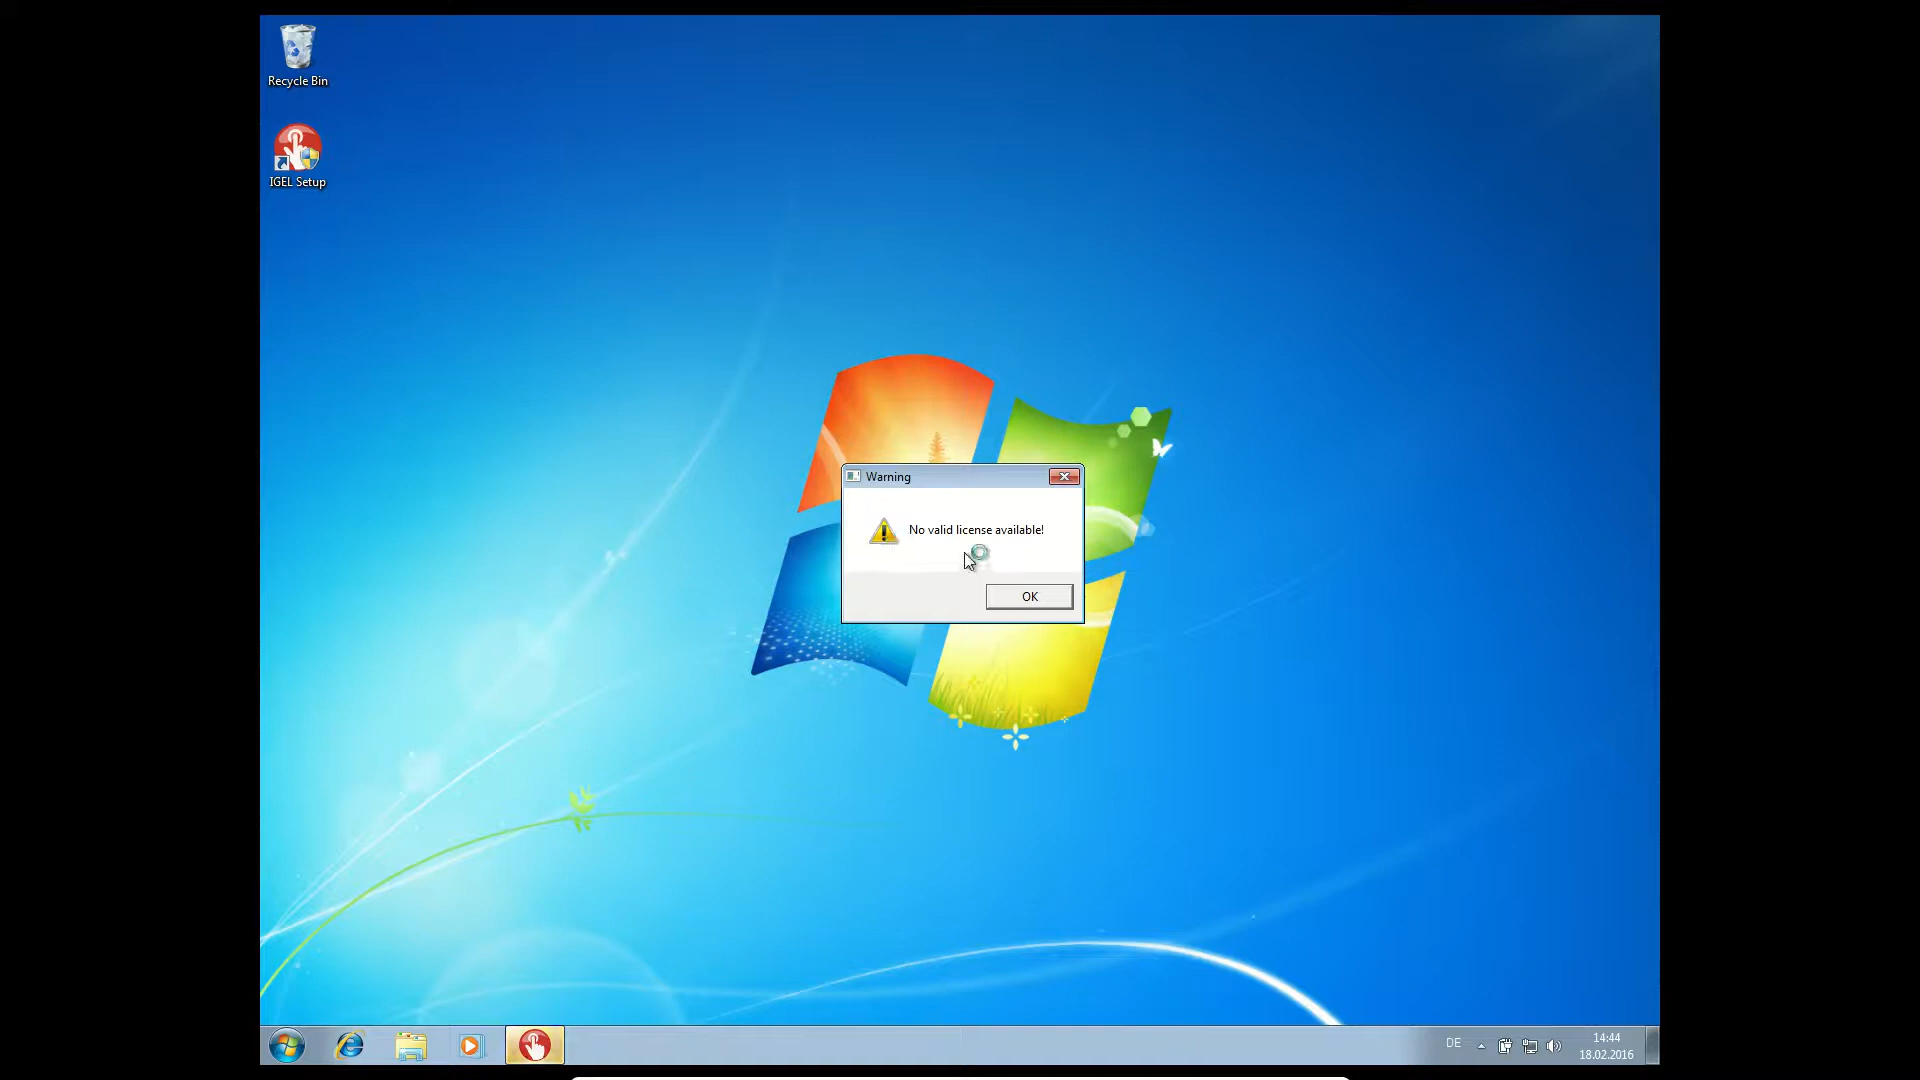 Recycle Bin
IGEL Setup
Warning
No valid license available!
OK
DE
14:44
18.02.2016